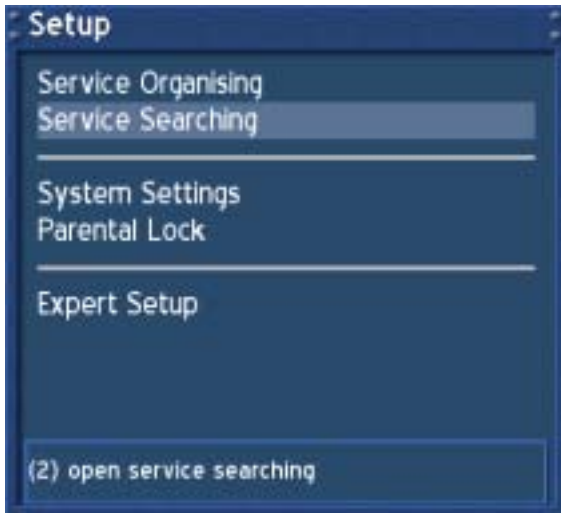 Setup
Service Organising
Service Searching
System Settings
Parental Lock
Expert Setup
(2) open service searching